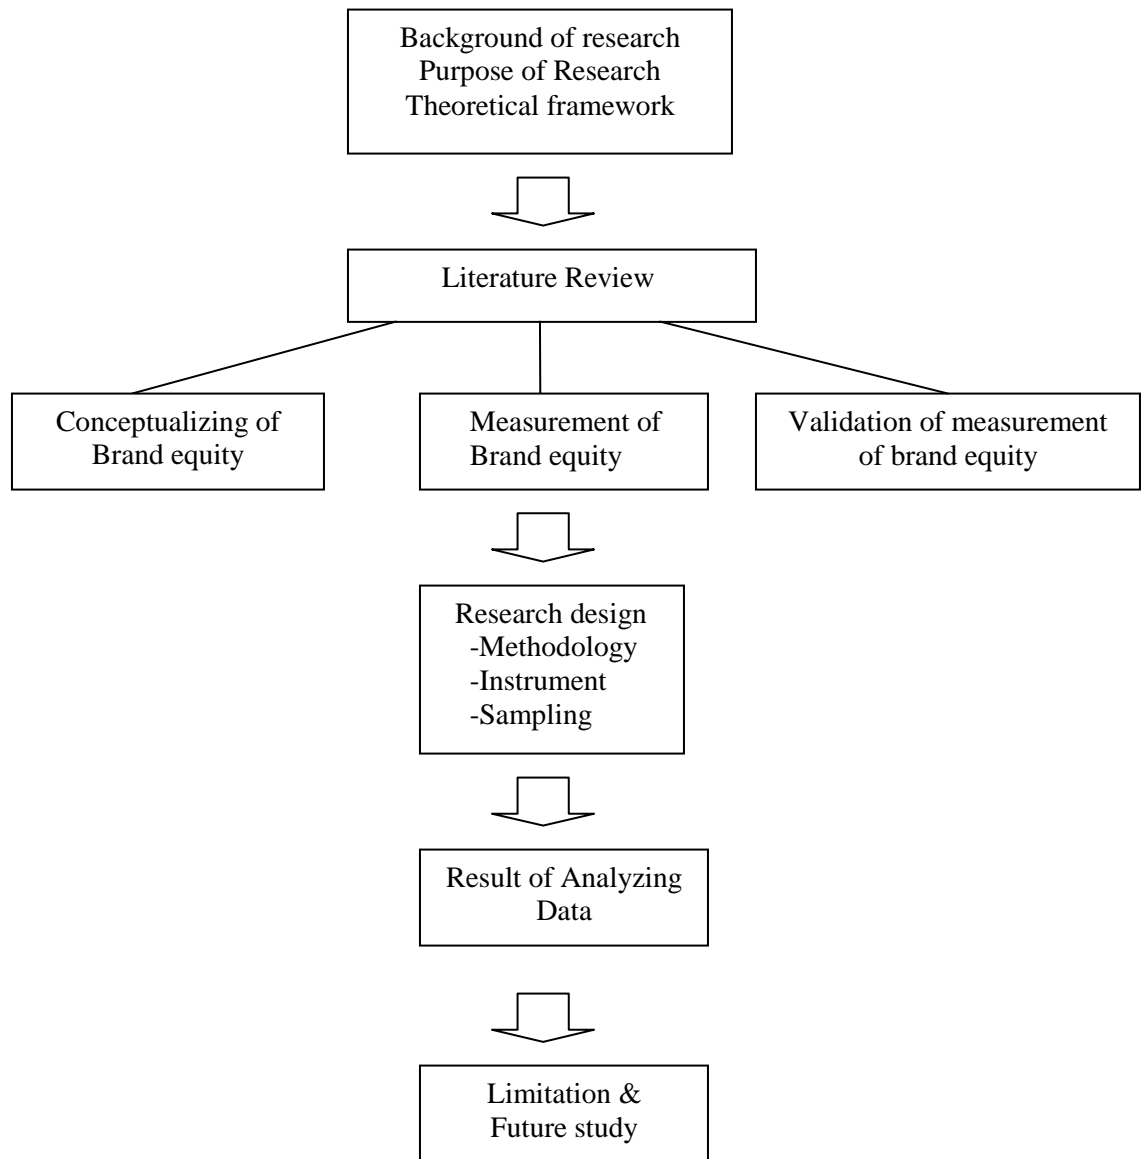 Background of research
Purpose of Research
Theoretical framework
Literature Review
Conceptualizing of
Brand equity
Measurement of
Brand equity
Validation of measurement
of brand equity
Research design
-Methodology
-Instrument
-Sampling
Result of Analyzing
Data
Limitation &
Future study